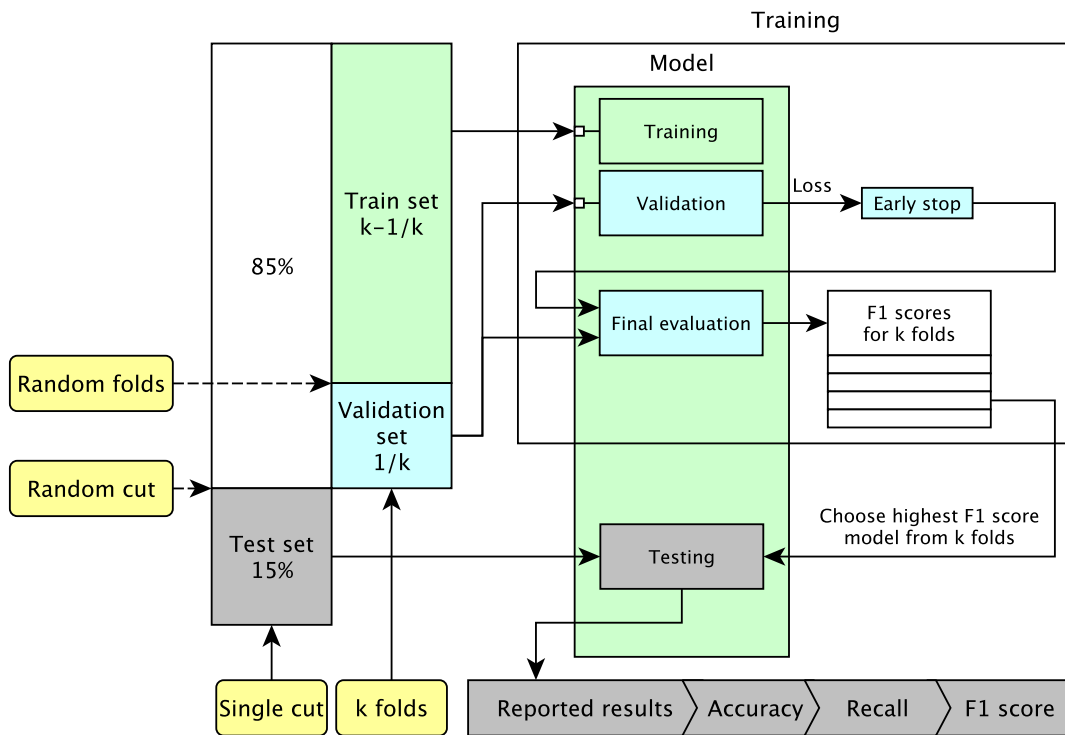 Training
Model
Training
Train set
k-1/k
Validation
Loss
Early stop
85%
Final evaluation
F1 scores
for k folds
Random folds
Validation
set
1/k
Random cut
Test set
15%
Testing
Choose highest F1 score
model from k folds
Single cut
k folds
Reported results
Accuracy
Recall
F1 score